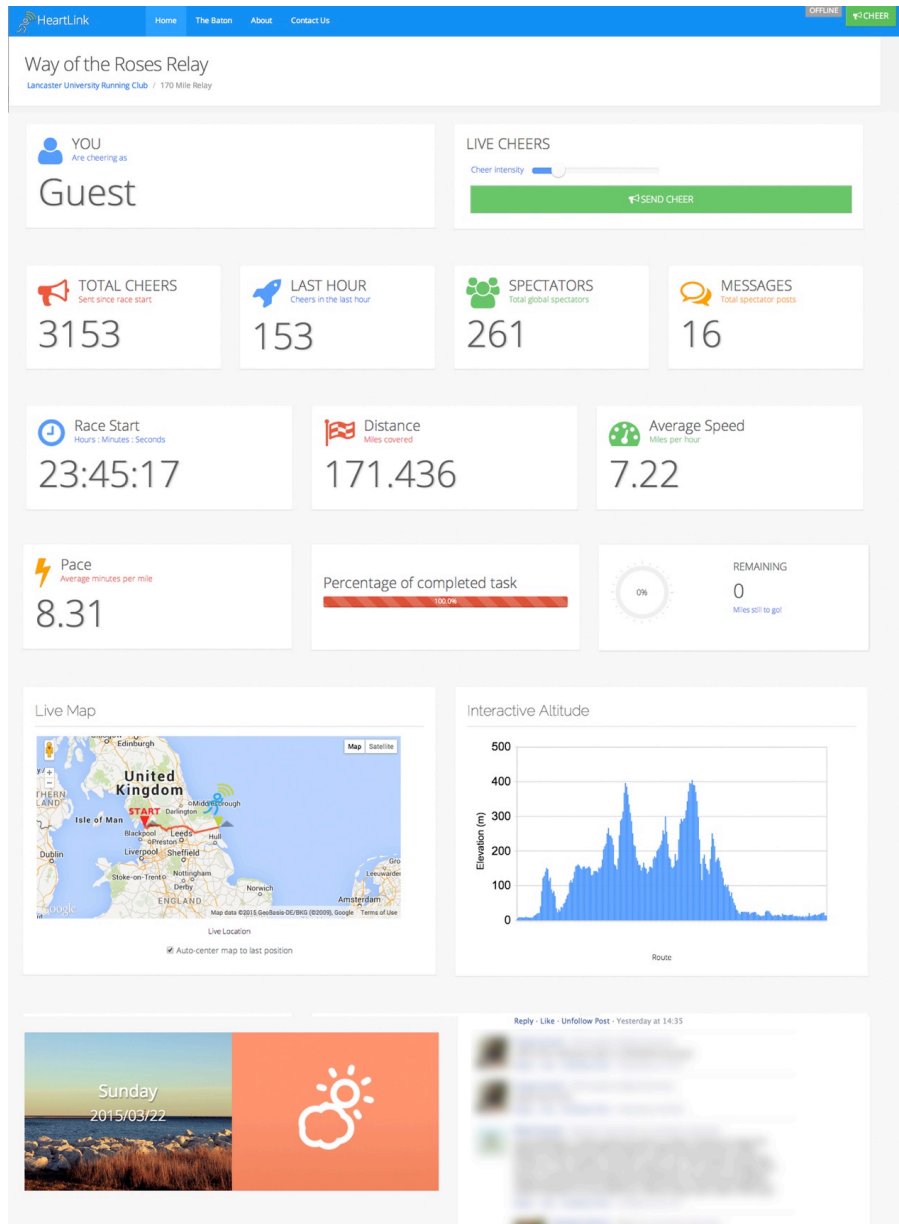 HeartLink
Home
The Baton
About
Contact Us
OFFLINE
CHEER
Way of the Roses Relay
Lancaster University Running Club / 170 Mile Relay
YOU
Are cheering as
Guest
LIVE CHEERS
Cheer intensity
SEND CHEER
TOTAL CHEERS
Sent since race start
3153
LAST HOUR
Cheers in the last hour
153
SPECTATORS
Total global spectators
261
MESSAGES
Total spectator posts
16
Race Start
Hours : Minutes : Seconds
23:45:17
Distance
Miles covered
171.436
Average Speed
Miles per hour
7.22
Pace
Average minutes per mile
8.31
Percentage of completed task
100.0%
0%
REMAINING
0
Miles still to go!
Live Map
Edinburgh
Map
Satellite
United
Kingdom
Middlesbrough
START
Darlington
Isle of Man
Blackpool
Leeds
Preston
Hull
Dublin
Liverpool
Sheffield
Stoke-on-Trent
Nottingham
Derby
Norwich
Leeuwarden
ENGLAND
Amsterdam
Google
Map data ©2015 GeoBasis-DE/BKG (©2009), Google
Terms of Use
Live Location
Auto-center map to last position
Interactive Altitude
500
400
300
200
100
0
Elevation (m)
Route
Sunday
2015/03/22
Reply · Like · Unfollow Post · Yesterday at 14:35